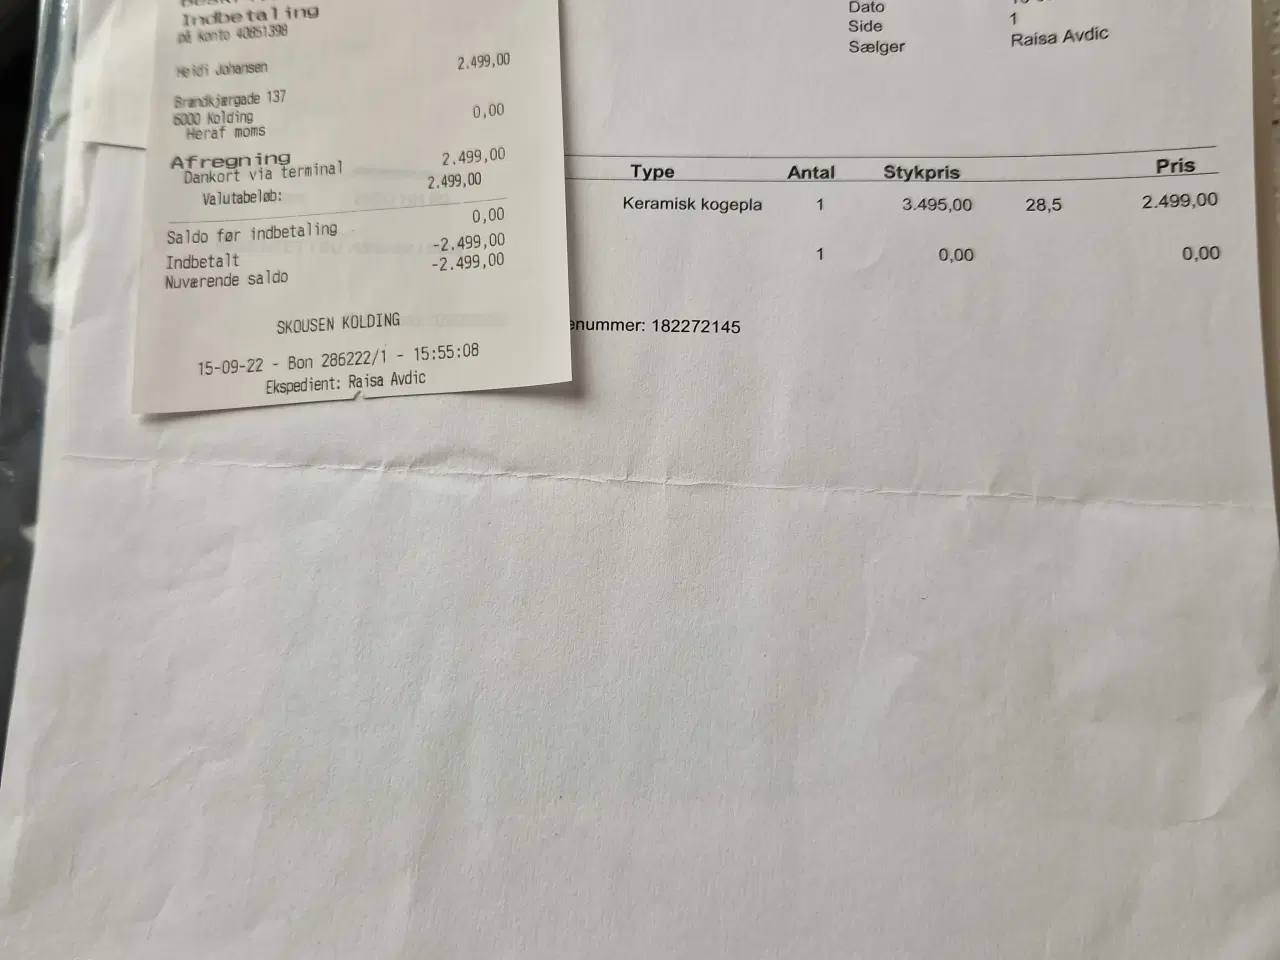 Indbetaling
på konto 40851398
Heidi Johansen 2.499,00
Brændkjærgade 137
6000 Kolding 0,00
Heraf moms
Afregning 2.499,00
Dankort via terminal 2.499,00
Valutabeløb:
Saldo før indbetaling 0,00
Indbetalt -2.499,00
Nuværende saldo -2.499,00
SKOUSEN KOLDING
15-09-22 - Bon 286222/1 - 15:55:08
Ekspedient: Raisa Avdic
Dato
Side 1
Sælger Raisa Avdic
Type Antal Stykpris Pris
Keramisk kogepla 1 3.495,00 28,5 2.499,00
1 0,00 0,00
enummer: 182272145